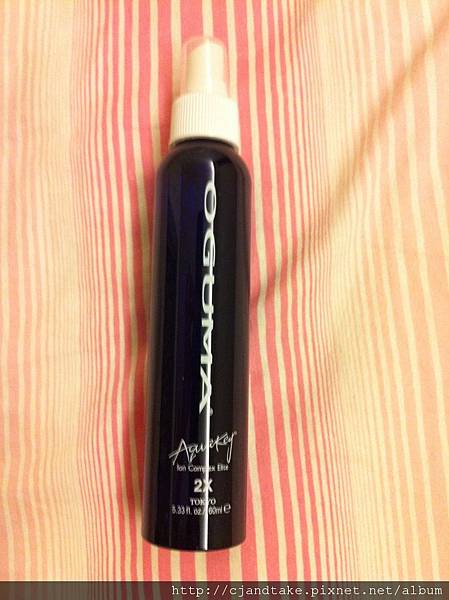 OGUMA
AquaKey
Ion Complex Elite
2X
TOKYO
5.33 fl. oz./160ml ℮
http://cjandtake.pixnet.net/album